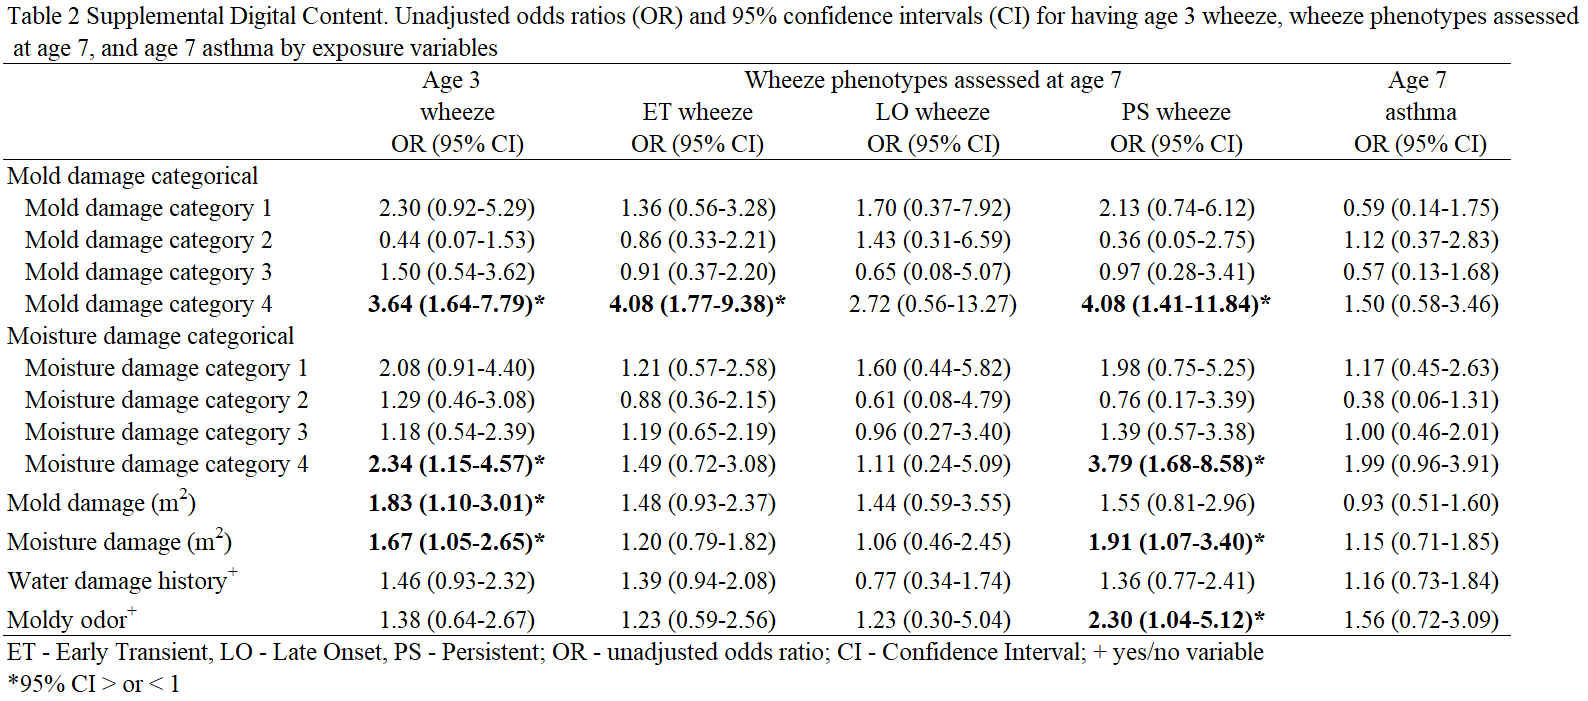 Table 2 Supplemental Digital Content. Unadjusted odds ratios (OR) and 95% confidence intervals (CI) for having age 3 wheeze, wheeze phenotypes assessed
at age 7, and age 7 asthma by exposure variables
Age 3 Wheeze phenotypes assessed at age 7 Age 7
wheeze ET wheeze LO wheeze PS wheeze asthma
OR (95% CI) OR (95% CI) OR (95% CI) OR (95% CI) OR (95% CI)
Mold damage categorical
Mold damage category 1 2.30 (0.92-5.29) 1.36 (0.56-3.28) 1.70 (0.37-7.92) 2.13 (0.74-6.12) 0.59 (0.14-1.75)
Mold damage category 2 0.44 (0.07-1.53) 0.86 (0.33-2.21) 1.43 (0.31-6.59) 0.36 (0.05-2.75) 1.12 (0.37-2.83)
Mold damage category 3 1.50 (0.54-3.62) 0.91 (0.37-2.20) 0.65 (0.08-5.07) 0.97 (0.28-3.41) 0.57 (0.13-1.68)
Mold damage category 4 3.64 (1.64-7.79)* 4.08 (1.77-9.38)* 2.72 (0.56-13.27) 4.08 (1.41-11.84)* 1.50 (0.58-3.46)
Moisture damage categorical
Moisture damage category 1 2.08 (0.91-4.40) 1.21 (0.57-2.58) 1.60 (0.44-5.82) 1.98 (0.75-5.25) 1.17 (0.45-2.63)
Moisture damage category 2 1.29 (0.46-3.08) 0.88 (0.36-2.15) 0.61 (0.08-4.79) 0.76 (0.17-3.39) 0.38 (0.06-1.31)
Moisture damage category 3 1.18 (0.54-2.39) 1.19 (0.65-2.19) 0.96 (0.27-3.40) 1.39 (0.57-3.38) 1.00 (0.46-2.01)
Moisture damage category 4 2.34 (1.15-4.57)* 1.49 (0.72-3.08) 1.11 (0.24-5.09) 3.79 (1.68-8.58)* 1.99 (0.96-3.91)
Mold damage (m²) 1.83 (1.10-3.01)* 1.48 (0.93-2.37) 1.44 (0.59-3.55) 1.55 (0.81-2.96) 0.93 (0.51-1.60)
Moisture damage (m²) 1.67 (1.05-2.65)* 1.20 (0.79-1.82) 1.06 (0.46-2.45) 1.91 (1.07-3.40)* 1.15 (0.71-1.85)
Water damage history⁺ 1.46 (0.93-2.32) 1.39 (0.94-2.08) 0.77 (0.34-1.74) 1.36 (0.77-2.41) 1.16 (0.73-1.84)
Moldy odor⁺ 1.38 (0.64-2.67) 1.23 (0.59-2.56) 1.23 (0.30-5.04) 2.30 (1.04-5.12)* 1.56 (0.72-3.09)
ET - Early Transient, LO - Late Onset, PS - Persistent; OR - unadjusted odds ratio; CI - Confidence Interval; + yes/no variable
*95% CI > or < 1